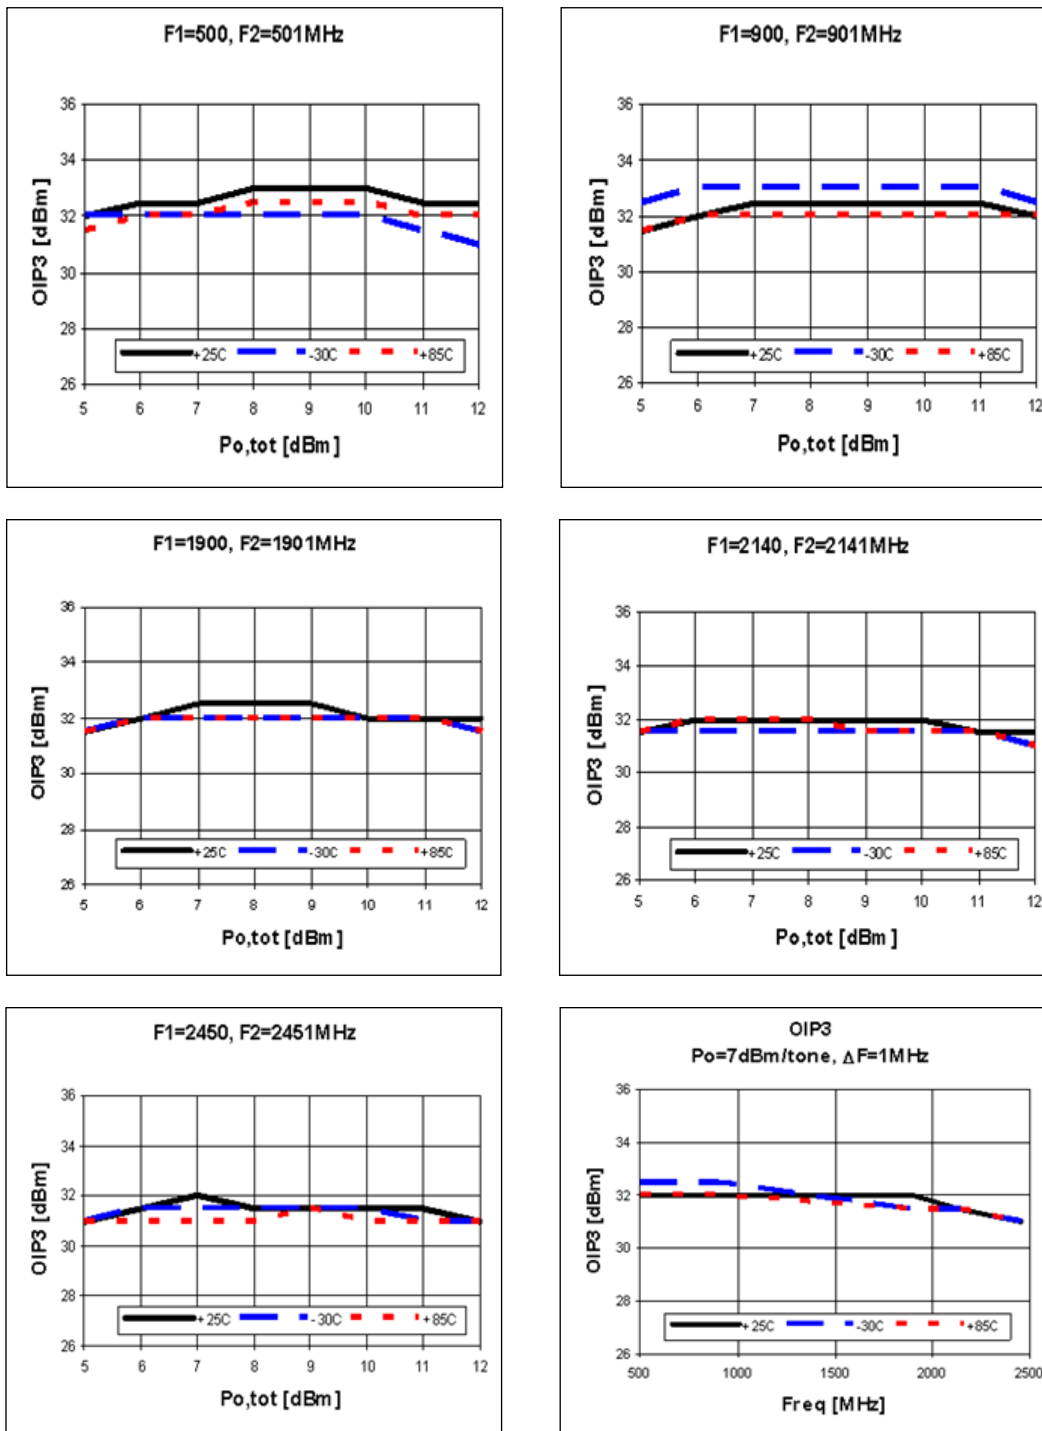 F1=500, F2=501MHz
36
34
32
30
28
26
OIP3 [dBm]
+25C -30C +85C
5 6 7 8 9 10 11 12
Po,tot [dBm]
F1=900, F2=901MHz
36
34
32
30
28
26
OIP3 [dBm]
+25C -30C +85C
5 6 7 8 9 10 11 12
Po,tot [dBm]
F1=1900, F2=1901MHz
36
34
32
30
28
26
OIP3 [dBm]
+25C -30C +85C
5 6 7 8 9 10 11 12
Po,tot [dBm]
F1=2140, F2=2141MHz
36
34
32
30
28
26
OIP3 [dBm]
+25C -30C +85C
5 6 7 8 9 10 11 12
Po,tot [dBm]
F1=2450, F2=2451MHz
36
34
32
30
28
26
OIP3 [dBm]
+25C -30C +85C
5 6 7 8 9 10 11 12
Po,tot [dBm]
OIP3
Po=7dBm/tone, ΔF=1MHz
36
34
32
30
28
26
OIP3 [dBm]
+25C -30C +85C
500 1000 1500 2000 2500
Freq [MHz]